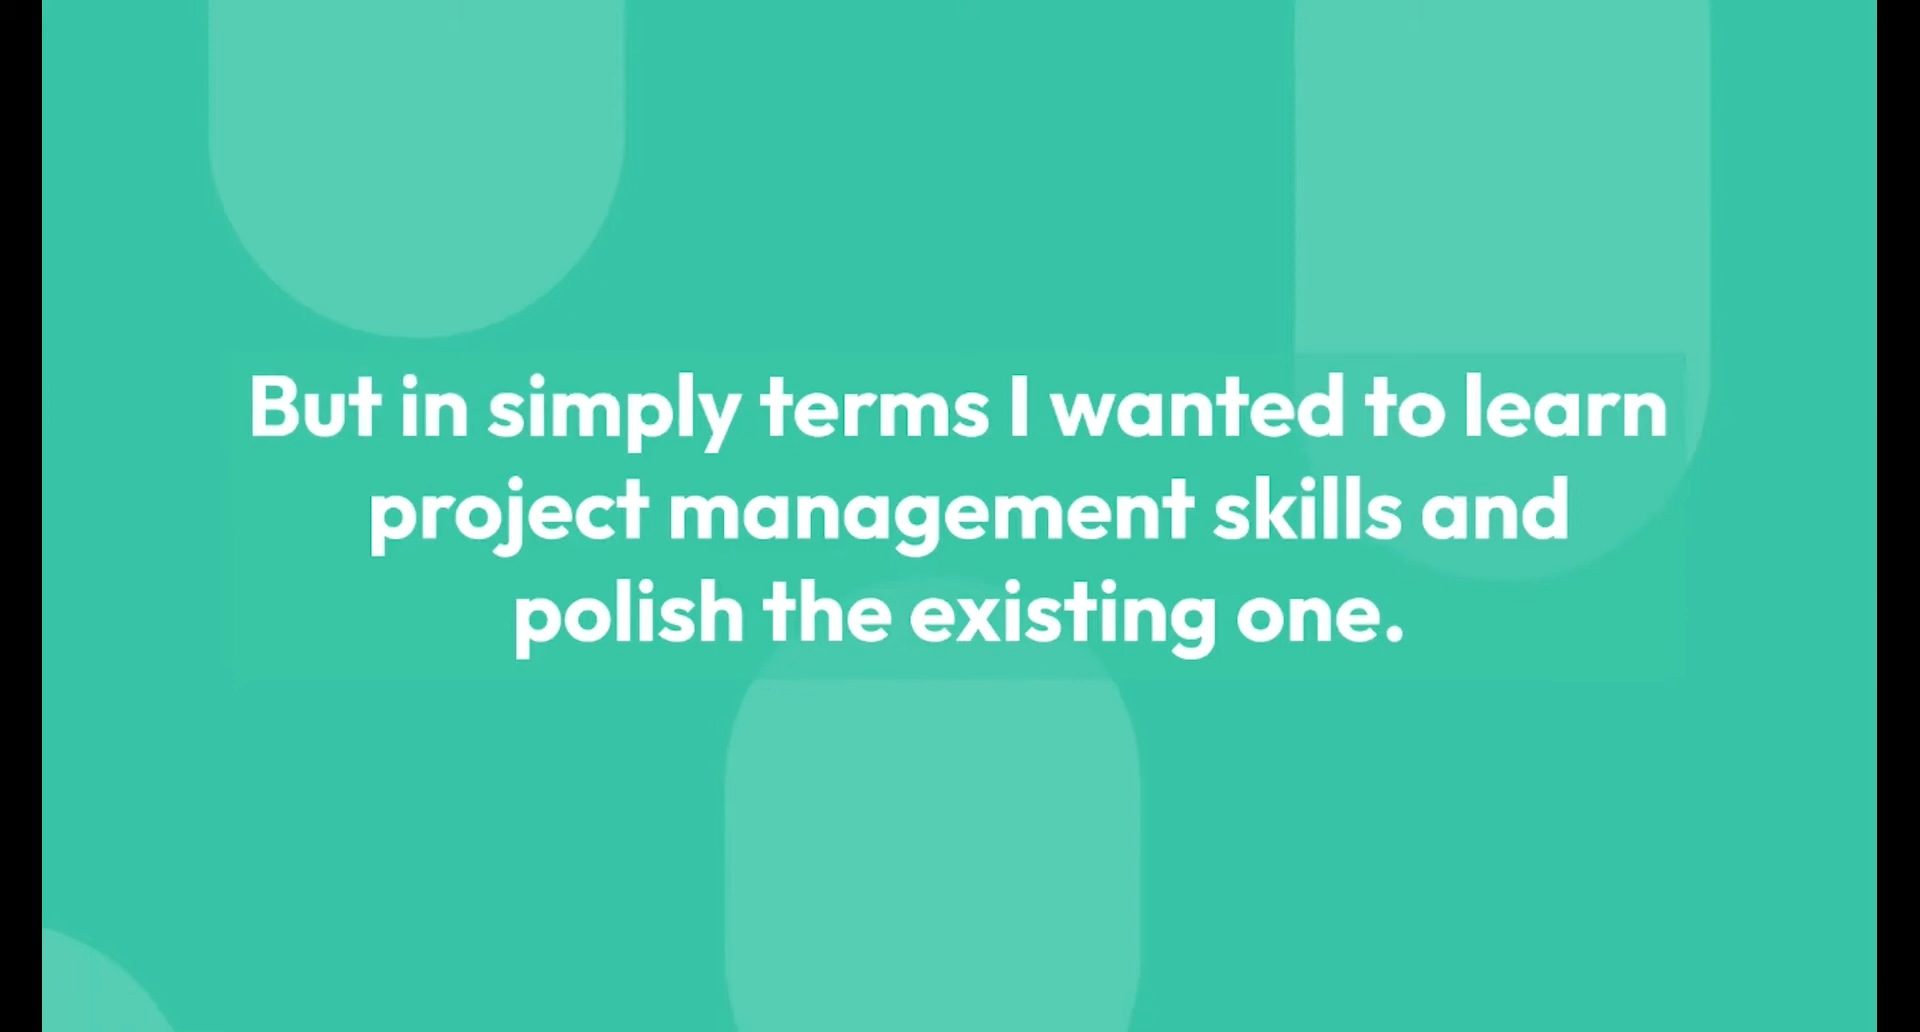 But in simply terms I wanted to learn
project management skills and
polish the existing one.